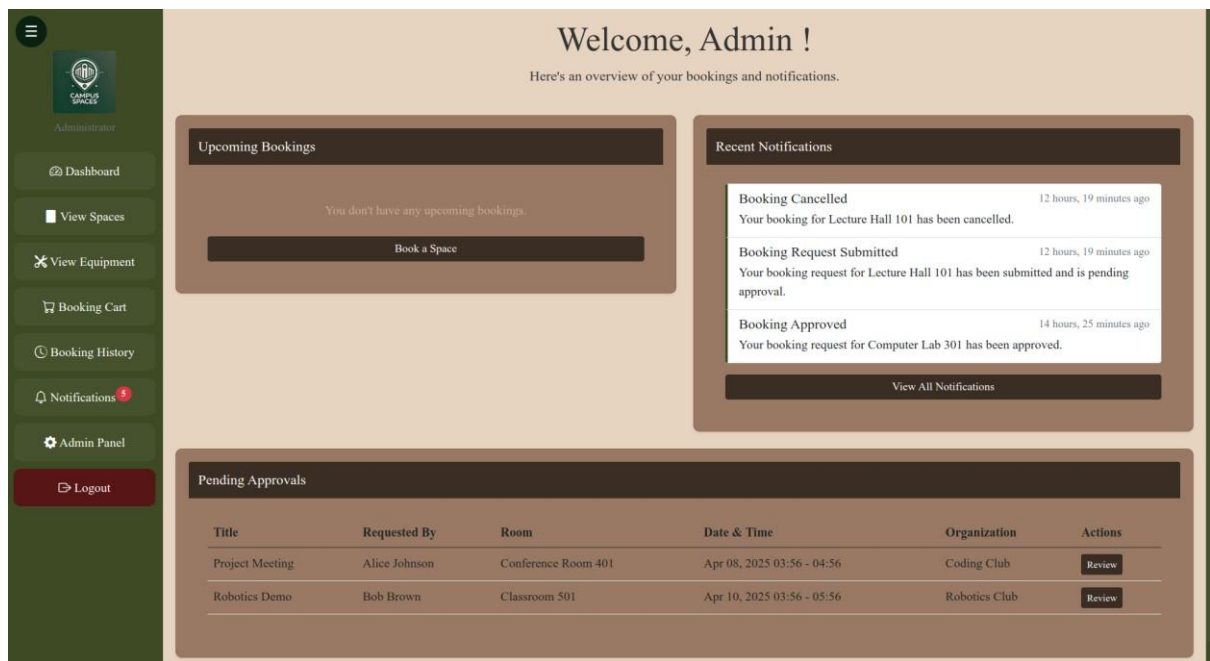 ☰
CAMPUS
SPACES
Administrator
Dashboard
View Spaces
View Equipment
Booking Cart
Booking History
Notifications 5
Admin Panel
Logout
Welcome, Admin !
Here's an overview of your bookings and notifications.
Upcoming Bookings
You don't have any upcoming bookings.
Book a Space
Recent Notifications
Booking Cancelled 12 hours, 19 minutes ago
Your booking for Lecture Hall 101 has been cancelled.
Booking Request Submitted 12 hours, 19 minutes ago
Your booking request for Lecture Hall 101 has been submitted and is pending
approval.
Booking Approved 14 hours, 25 minutes ago
Your booking request for Computer Lab 301 has been approved.
View All Notifications
Pending Approvals
Title Requested By Room Date & Time Organization Actions
Project Meeting Alice Johnson Conference Room 401 Apr 08, 2025 03:56 - 04:56 Coding Club Review
Robotics Demo Bob Brown Classroom 501 Apr 10, 2025 03:56 - 05:56 Robotics Club Review